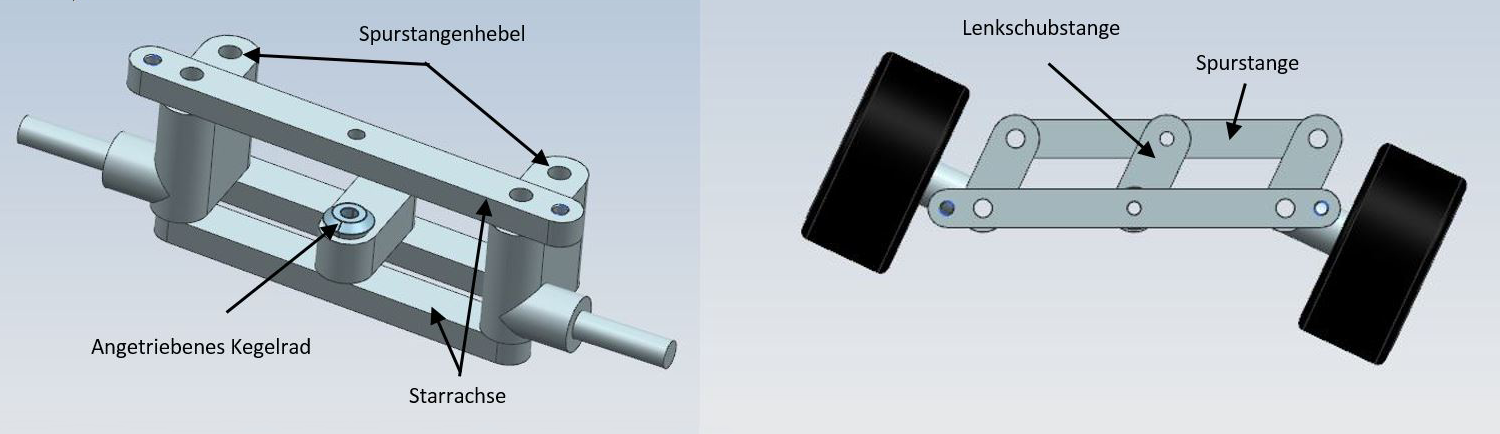 Spurstangenhebel
Angetriebenes Kegelrad
Starrachse
Lenkschubstange
Spurstange